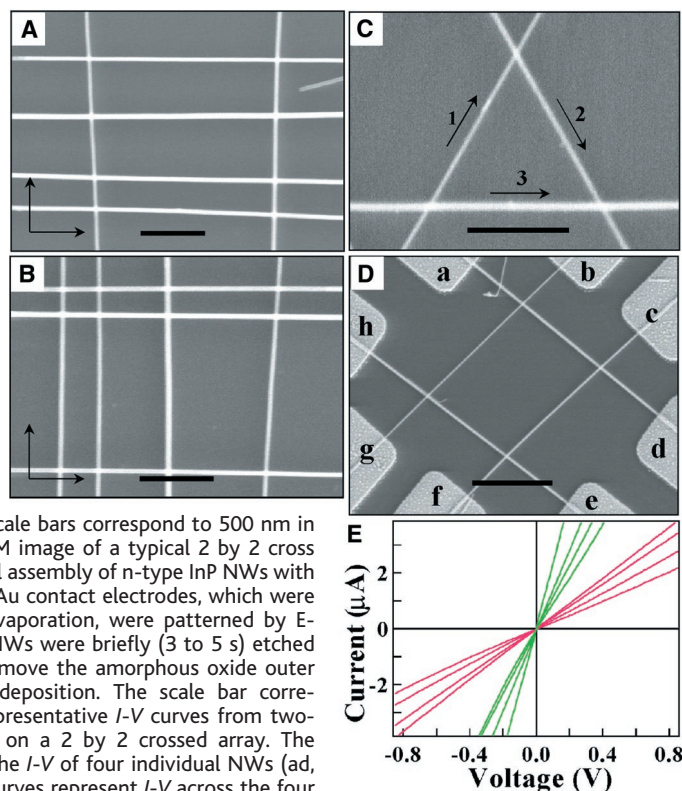 A
B
C
1
2
3
D
a
b
c
d
e
f
g
h
cale bars correspond to 500 nm in
M image of a typical 2 by 2 cross
l assembly of n-type InP NWs with
Au contact electrodes, which were
vaporation, were patterned by E-
NWs were briefly (3 to 5 s) etched
move the amorphous oxide outer
deposition. The scale bar corre-
presentative I-V curves from two-
on a 2 by 2 crossed array. The
he I-V of four individual NWs (ad,
urves represent I-V across the four
E
Current (μA)
2
0
-2
-0.8 -0.4 0.0 0.4 0.8
Voltage (V)